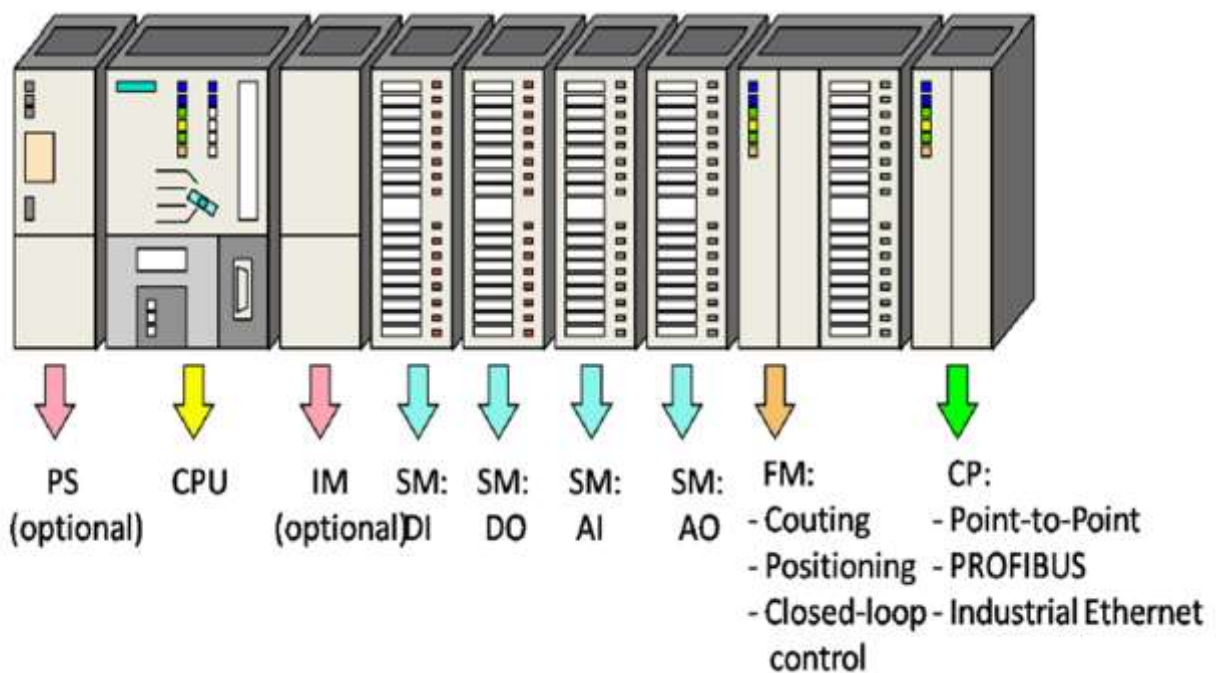 PS
(optional)
CPU
IM
(optional)
SM:
DI
SM:
DO
SM:
AI
SM:
AO
FM:
- Couting
- Positioning
- Closed-loop
control
CP:
- Point-to-Point
- PROFIBUS
- Industrial Ethernet